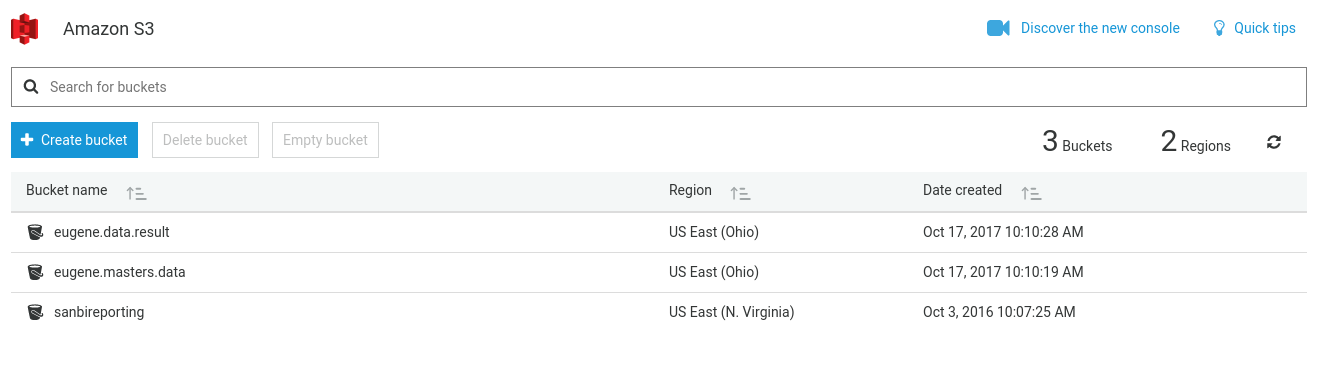 Amazon S3 Discover the new console Quick tips
Search for buckets
Create bucket Delete bucket Empty bucket 3 Buckets 2 Regions
Bucket name Region Date created
eugene.data.result US East (Ohio) Oct 17, 2017 10:10:28 AM
eugene.masters.data US East (Ohio) Oct 17, 2017 10:10:19 AM
sanbireporting US East (N. Virginia) Oct 3, 2016 10:07:25 AM